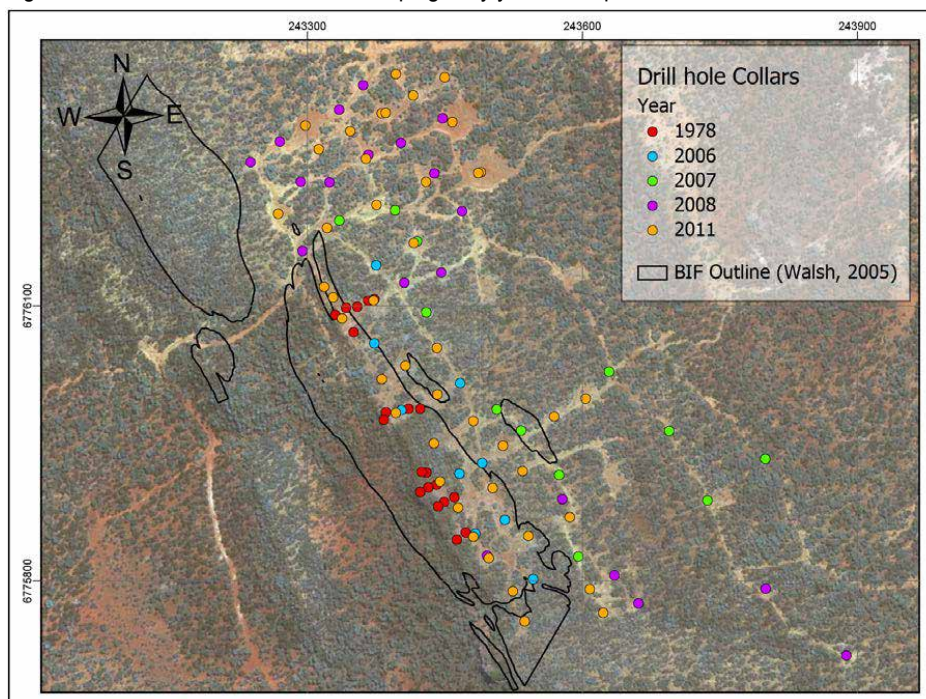 243300 243600 243900
N
W E
S
Drill hole Collars
Year
1978
2006
2007
2008
2011
BIF Outline (Walsh, 2005)
6776100
6775800